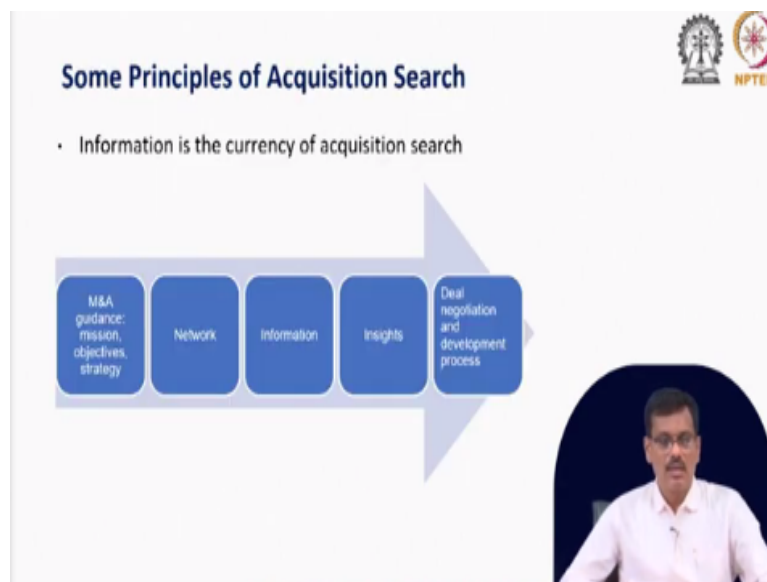 Some Principles of Acquisition Search
NPTEL
• Information is the currency of acquisition search
M&A
guidance:
mission,
objectives,
strategy
Network
Information
Insights
Deal
negotiation
and
development
process